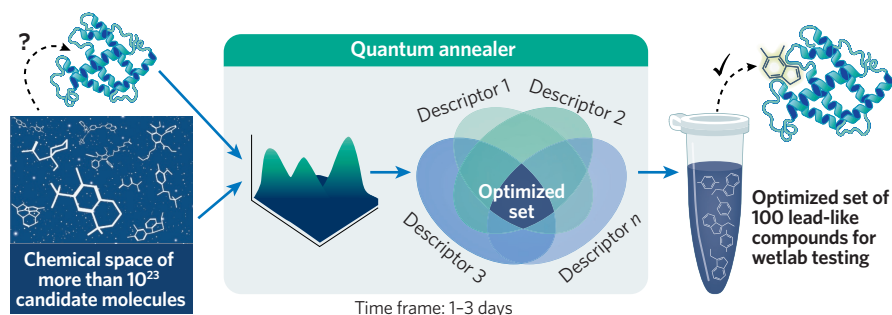 ?
Quantum annealer
✓
Descriptor 1
Descriptor 2
Optimized
set
Descriptor 3
Descriptor n
Chemical space of
more than 10²³
candidate molecules
Optimized set of
100 lead-like
compounds for
wetlab testing
Time frame: 1–3 days